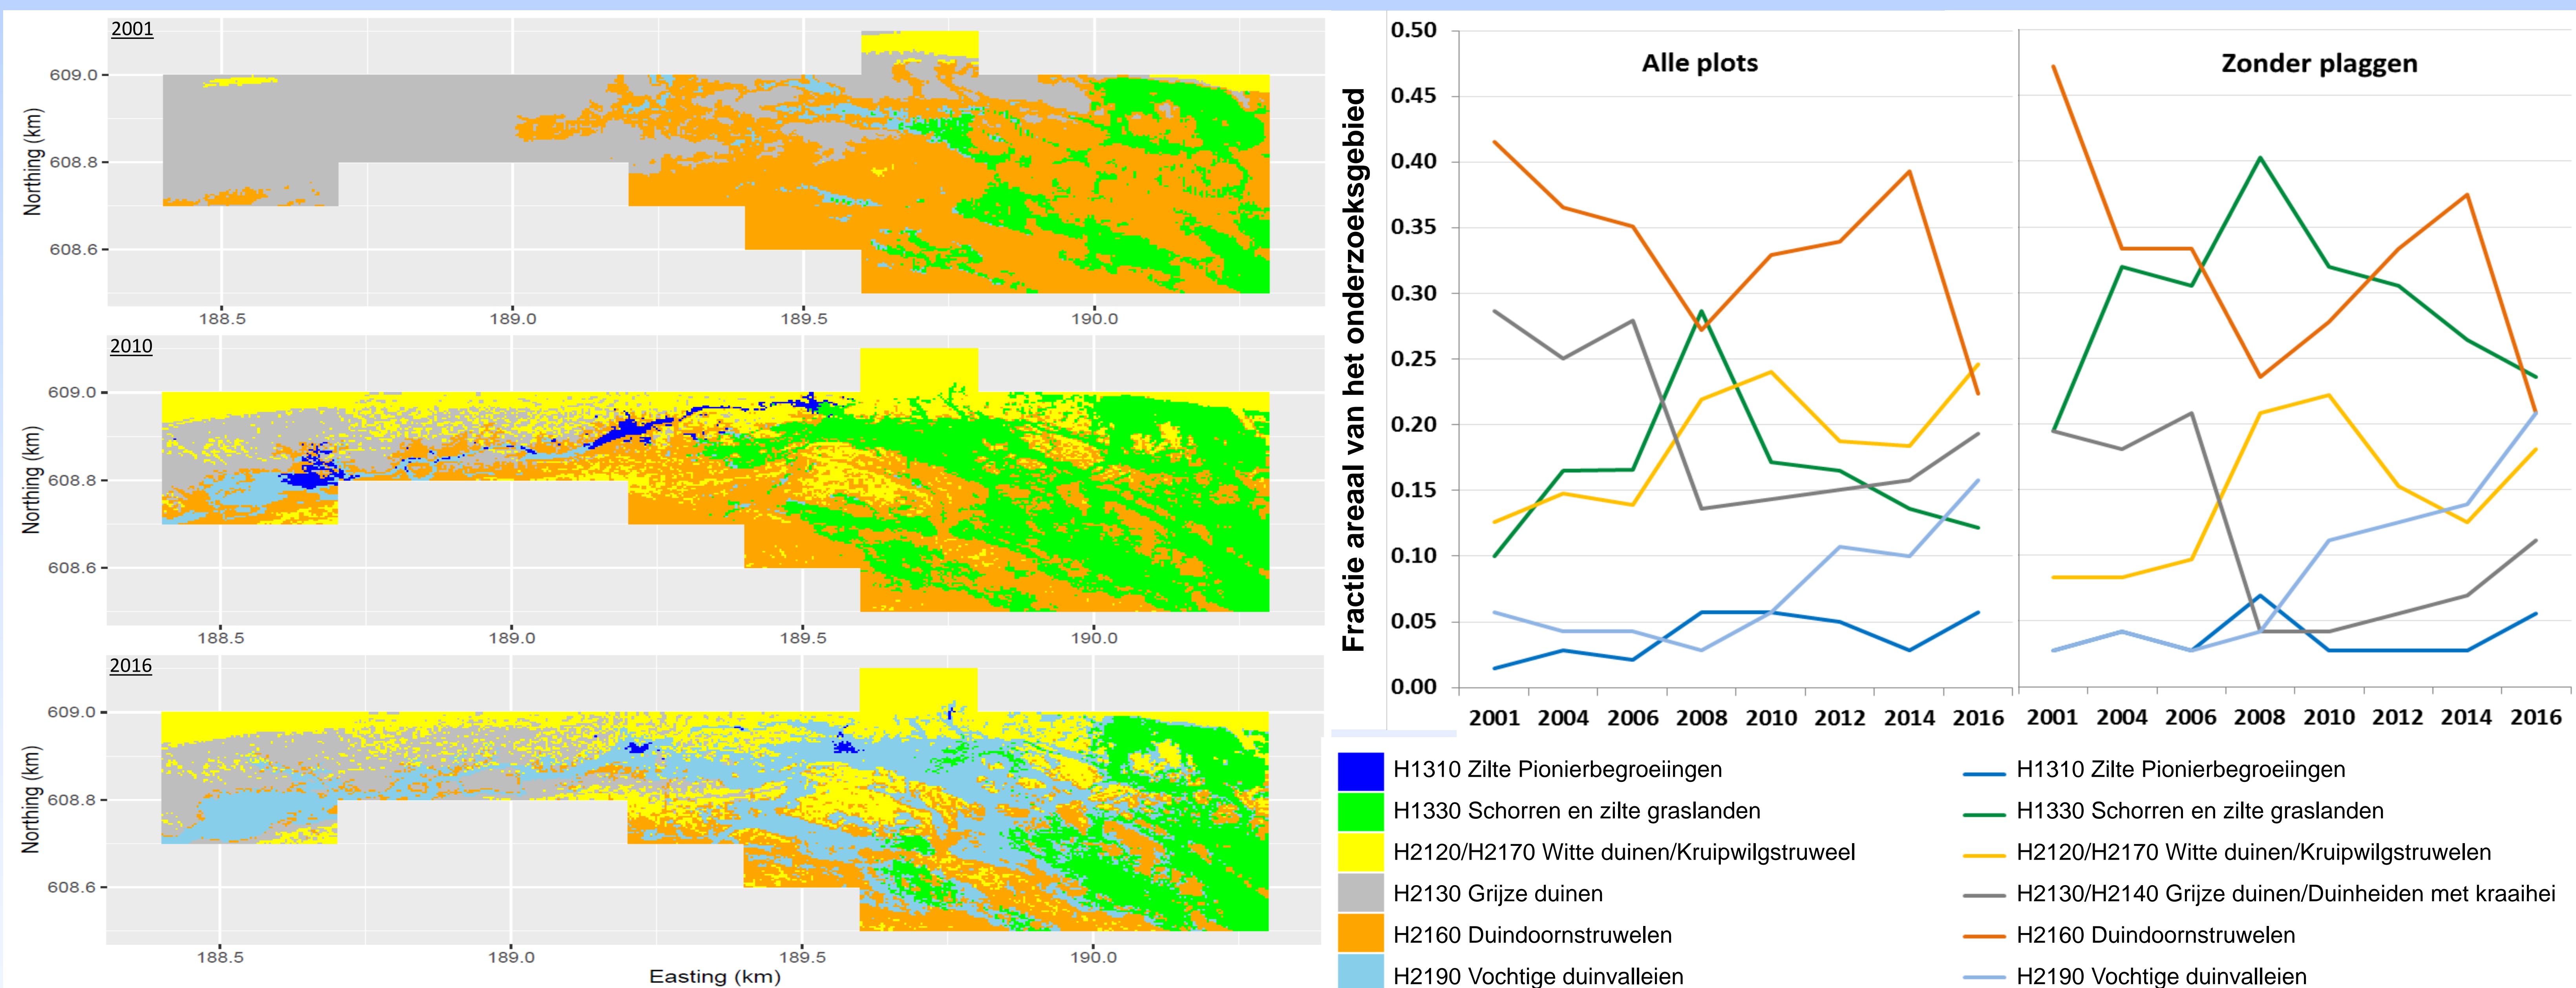 2001
Northing (km)
609.0
608.8
608.6
188.5 189.0 189.5 190.0
2010
Northing (km)
609.0
608.8
608.6
188.5 189.0 189.5 190.0
2016
Northing (km)
609.0
608.8
608.6
188.5 189.0 189.5 190.0
Easting (km)
Fractie areaal van het onderzoeksgebied
0.50
0.45
0.40
0.35
0.30
0.25
0.20
0.15
0.10
0.05
0.00
Alle plots
2001 2004 2006 2008 2010 2012 2014 2016
Zonder plaggen
2001 2004 2006 2008 2010 2012 2014 2016
H1310 Zilte Pionierbegroeiingen
H1330 Schorren en zilte graslanden
H2120/H2170 Witte duinen/Kruipwilgstruweel
H2130 Grijze duinen
H2160 Duindoornstruwelen
H2190 Vochtige duinvalleien
H1310 Zilte Pionierbegroeiingen
H1330 Schorren en zilte graslanden
H2120/H2170 Witte duinen/Kruipwilgstruwelen
H2130/H2140 Grijze duinen/Duinheiden met kraaihei
H2160 Duindoornstruwelen
H2190 Vochtige duinvalleien